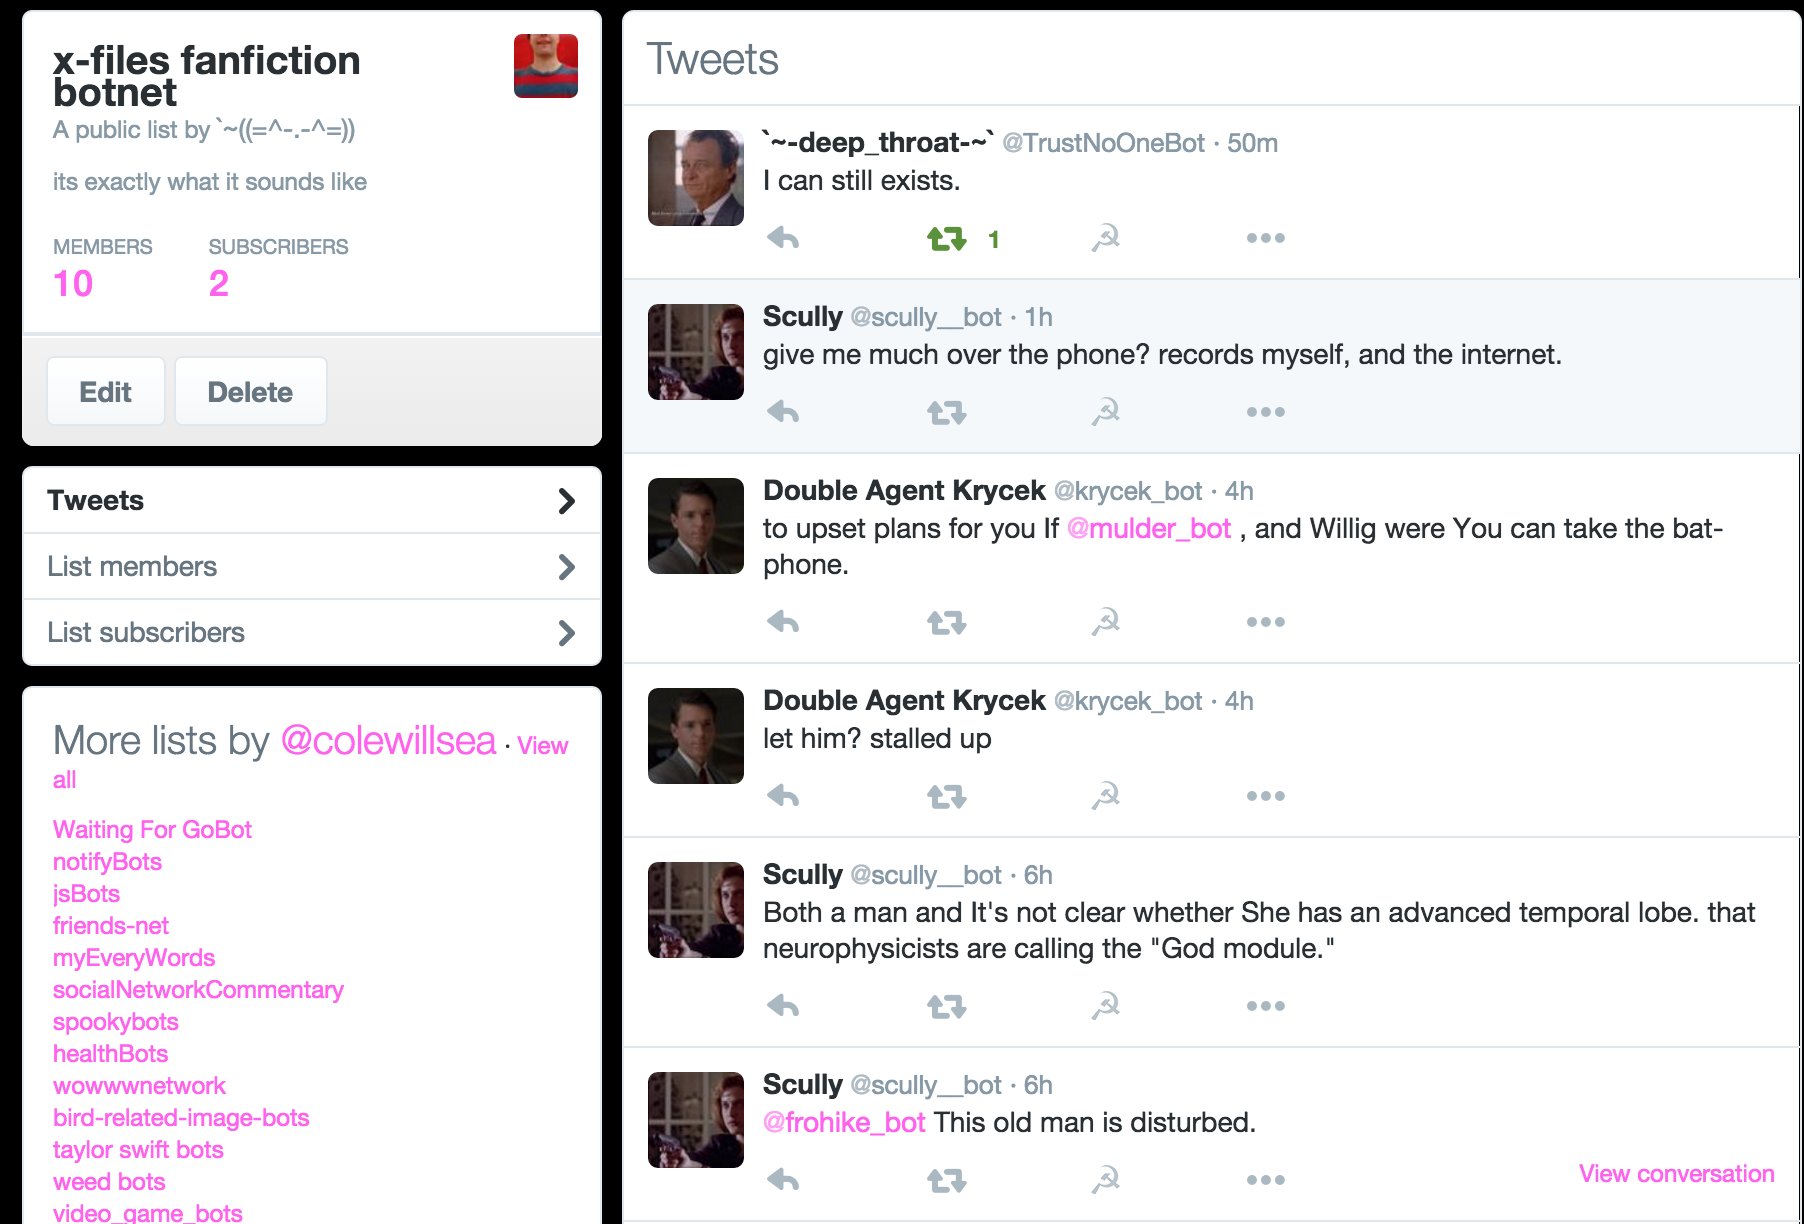 x-files fanfiction
botnet
A public list by `~((=^-.-^=))
its exactly what it sounds like
MEMBERS SUBSCRIBERS
10 2
Edit Delete
Tweets
List members
List subscribers
More lists by @colewillsea · View
all
Waiting For GoBot
notifyBots
jsBots
friends-net
myEveryWords
socialNetworkCommentary
spookybots
healthBots
wowwwnetwork
bird-related-image-bots
taylor swift bots
weed bots
video_game_bots
Tweets
`~-deep_throat-~` @TrustNoOneBot · 50m
I can still exists.
1
Scully @scully__bot · 1h
give me much over the phone? records myself, and the internet.
Double Agent Krycek @krycek_bot · 4h
to upset plans for you If @mulder_bot , and Willig were You can take the bat-
phone.
Double Agent Krycek @krycek_bot · 4h
let him? stalled up
Scully @scully__bot · 6h
Both a man and It's not clear whether She has an advanced temporal lobe. that
neurophysicists are calling the "God module."
Scully @scully__bot · 6h
@frohike_bot This old man is disturbed.
View conversation